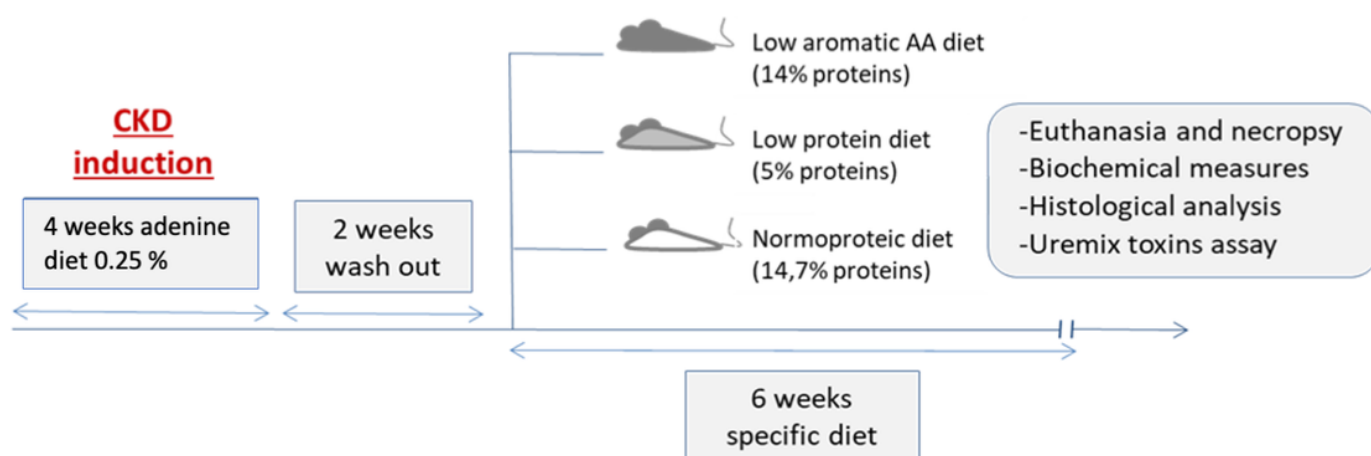 CKD
induction
4 weeks adenine
diet 0.25 %
2 weeks
wash out
Low aromatic AA diet
(14% proteins)
Low protein diet
(5% proteins)
Normoproteic diet
(14,7% proteins)
-Euthanasia and necropsy
-Biochemical measures
-Histological analysis
-Uremix toxins assay
6 weeks
specific diet